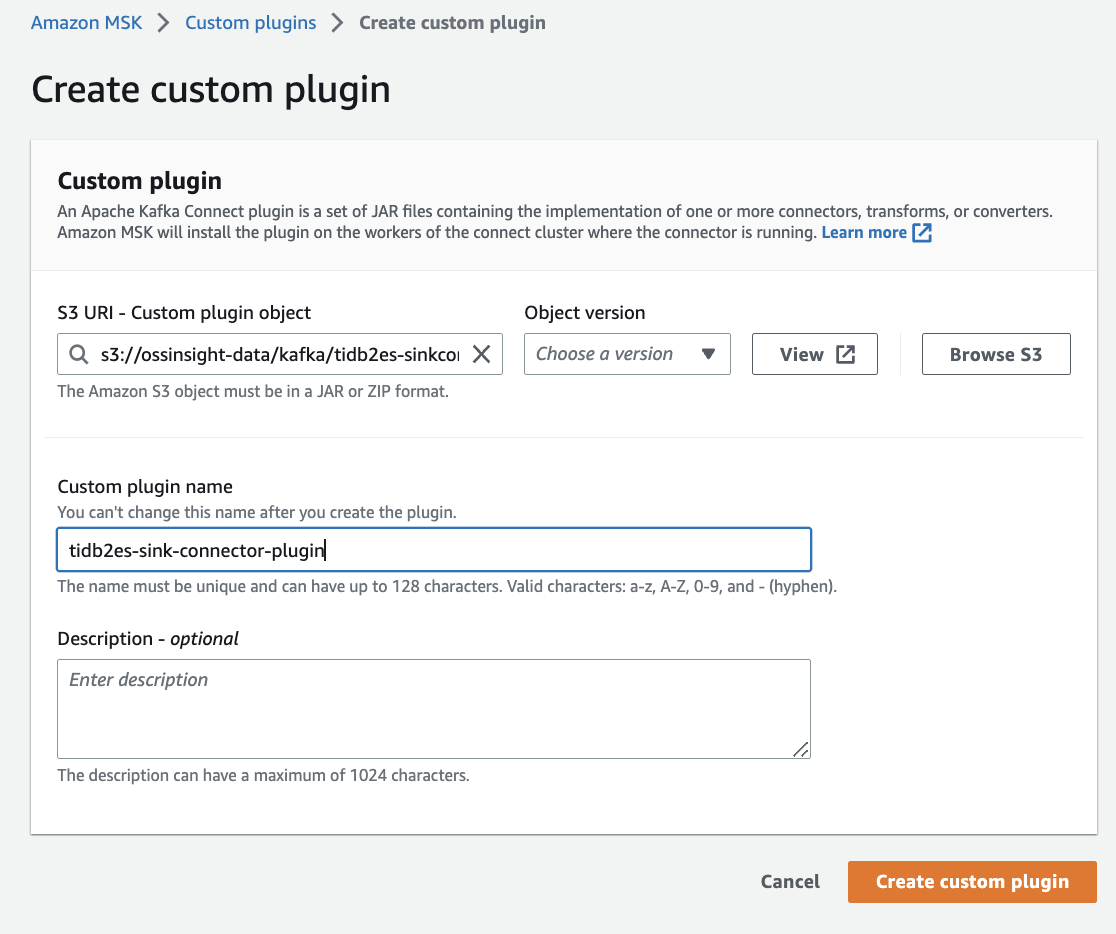 Amazon MSK > Custom plugins > Create custom plugin
Create custom plugin
Custom plugin
An Apache Kafka Connect plugin is a set of JAR files containing the implementation of one or more connectors, transforms, or converters.
Amazon MSK will install the plugin on the workers of the connect cluster where the connector is running. Learn more
S3 URI - Custom plugin object
Object version
s3://ossinsight-data/kafka/tidb2es-sinkco
Choose a version
View
Browse S3
The Amazon S3 object must be in a JAR or ZIP format.
Custom plugin name
You can't change this name after you create the plugin.
tidb2es-sink-connector-plugin
The name must be unique and can have up to 128 characters. Valid characters: a-z, A-Z, 0-9, and - (hyphen).
Description - optional
Enter description
The description can have a maximum of 1024 characters.
Cancel
Create custom plugin